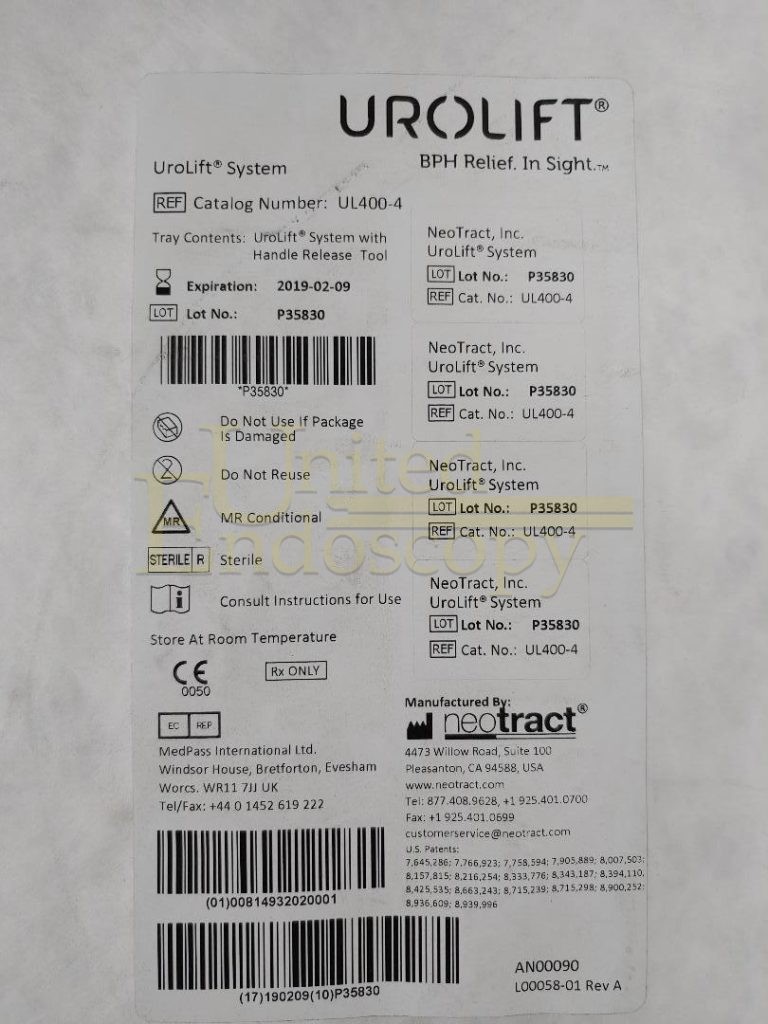 UROLIFT®
BPH Relief. In Sight.™
UroLift® System
REF Catalog Number: UL400-4
Tray Contents: UroLift® System with
Handle Release Tool
Expiration: 2019-02-09
LOT Lot No.: P35830
*P35830*
Do Not Use If Package
Is Damaged
2 Do Not Reuse
MR MR Conditional
STERILE R Sterile
i Consult Instructions for Use
Store At Room Temperature
CE
0050
Rx ONLY
EC REP
MedPass International Ltd.
Windsor House, Bretforton, Evesham
Worcs. WR11 7JJ UK
Tel/Fax: +44 0 1452 619 222
(01)00814932020001
(17)190209(10)P35830
NeoTract, Inc.
UroLift® System
LOT Lot No.: P35830
REF Cat. No.: UL400-4
NeoTract, Inc.
UroLift® System
LOT Lot No.: P35830
REF Cat. No.: UL400-4
NeoTract, Inc.
UroLift® System
LOT Lot No.: P35830
REF Cat. No.: UL400-4
NeoTract, Inc.
UroLift® System
LOT Lot No.: P35830
REF Cat. No.: UL400-4
Manufactured By:
neotract®
4473 Willow Road, Suite 100
Pleasanton, CA 94588, USA
www.neotract.com
Tel: 877.408.9628, +1 925.401.0700
Fax: +1 925.401.0699
customerservice@neotract.com
U.S. Patents:
7,645,286; 7,766,923; 7,758,594; 7,905,889; 8,007,503;
8,157,815; 8,216,254; 8,333,776; 8,343,187; 8,394,110,
8,425,535; 8,663,243; 8,715,239; 8,715,298; 8,900,252;
8,936,609; 8,939,996
AN00090
L00058-01 Rev A
United
Endoscopy